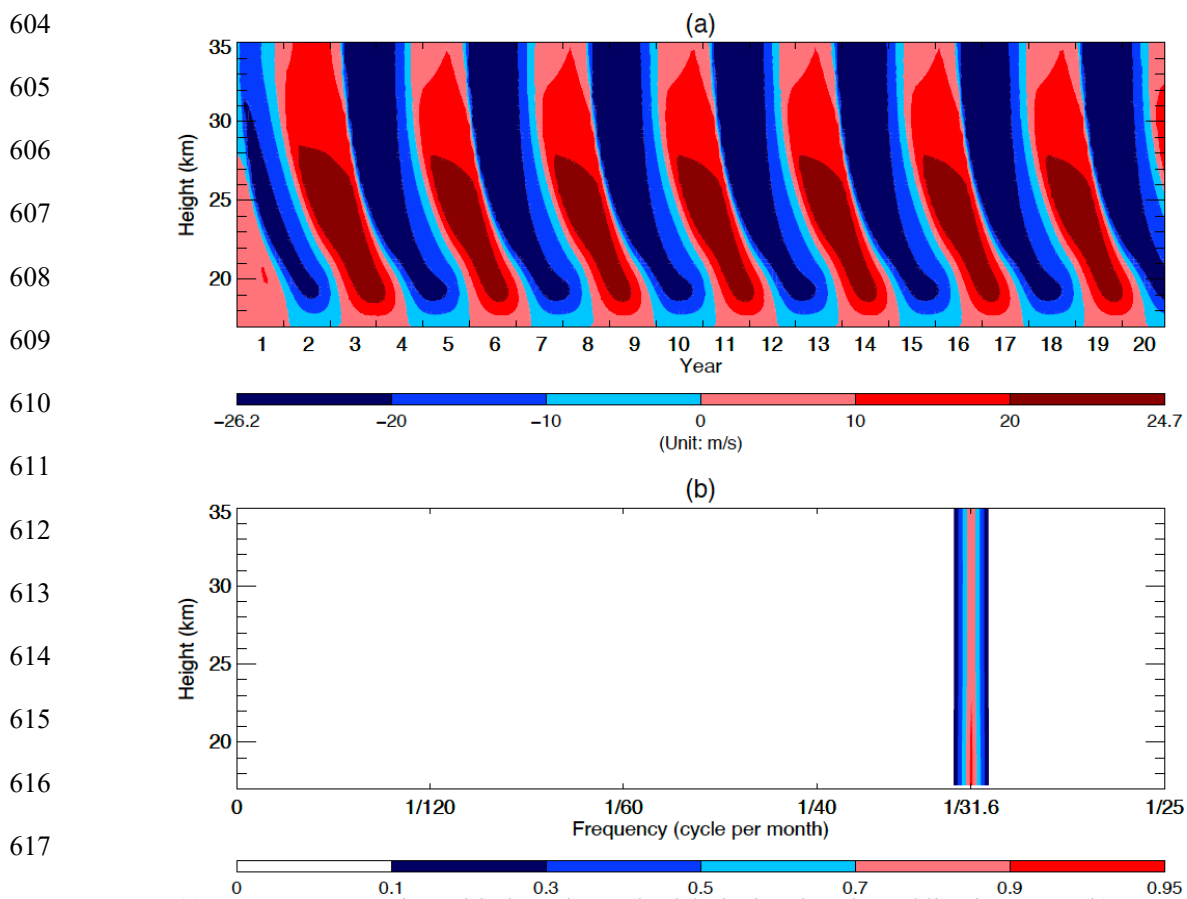 604
(a)
35
605
30
606
25
607
20
608
Height (km)
609
1 2 3 4 5 6 7 8 9 10 11 12 13 14 15 16 17 18 19 20
Year
610
−26.2 −20 −10 0 10 20 24.7
(Unit: m/s)
611
(b)
612
35
613
30
614
25
615
20
Height (km)
616
0 1/120 1/60 1/40 1/31.6 1/25
Frequency (cycle per month)
617
0 0.1 0.3 0.5 0.7 0.9 0.95